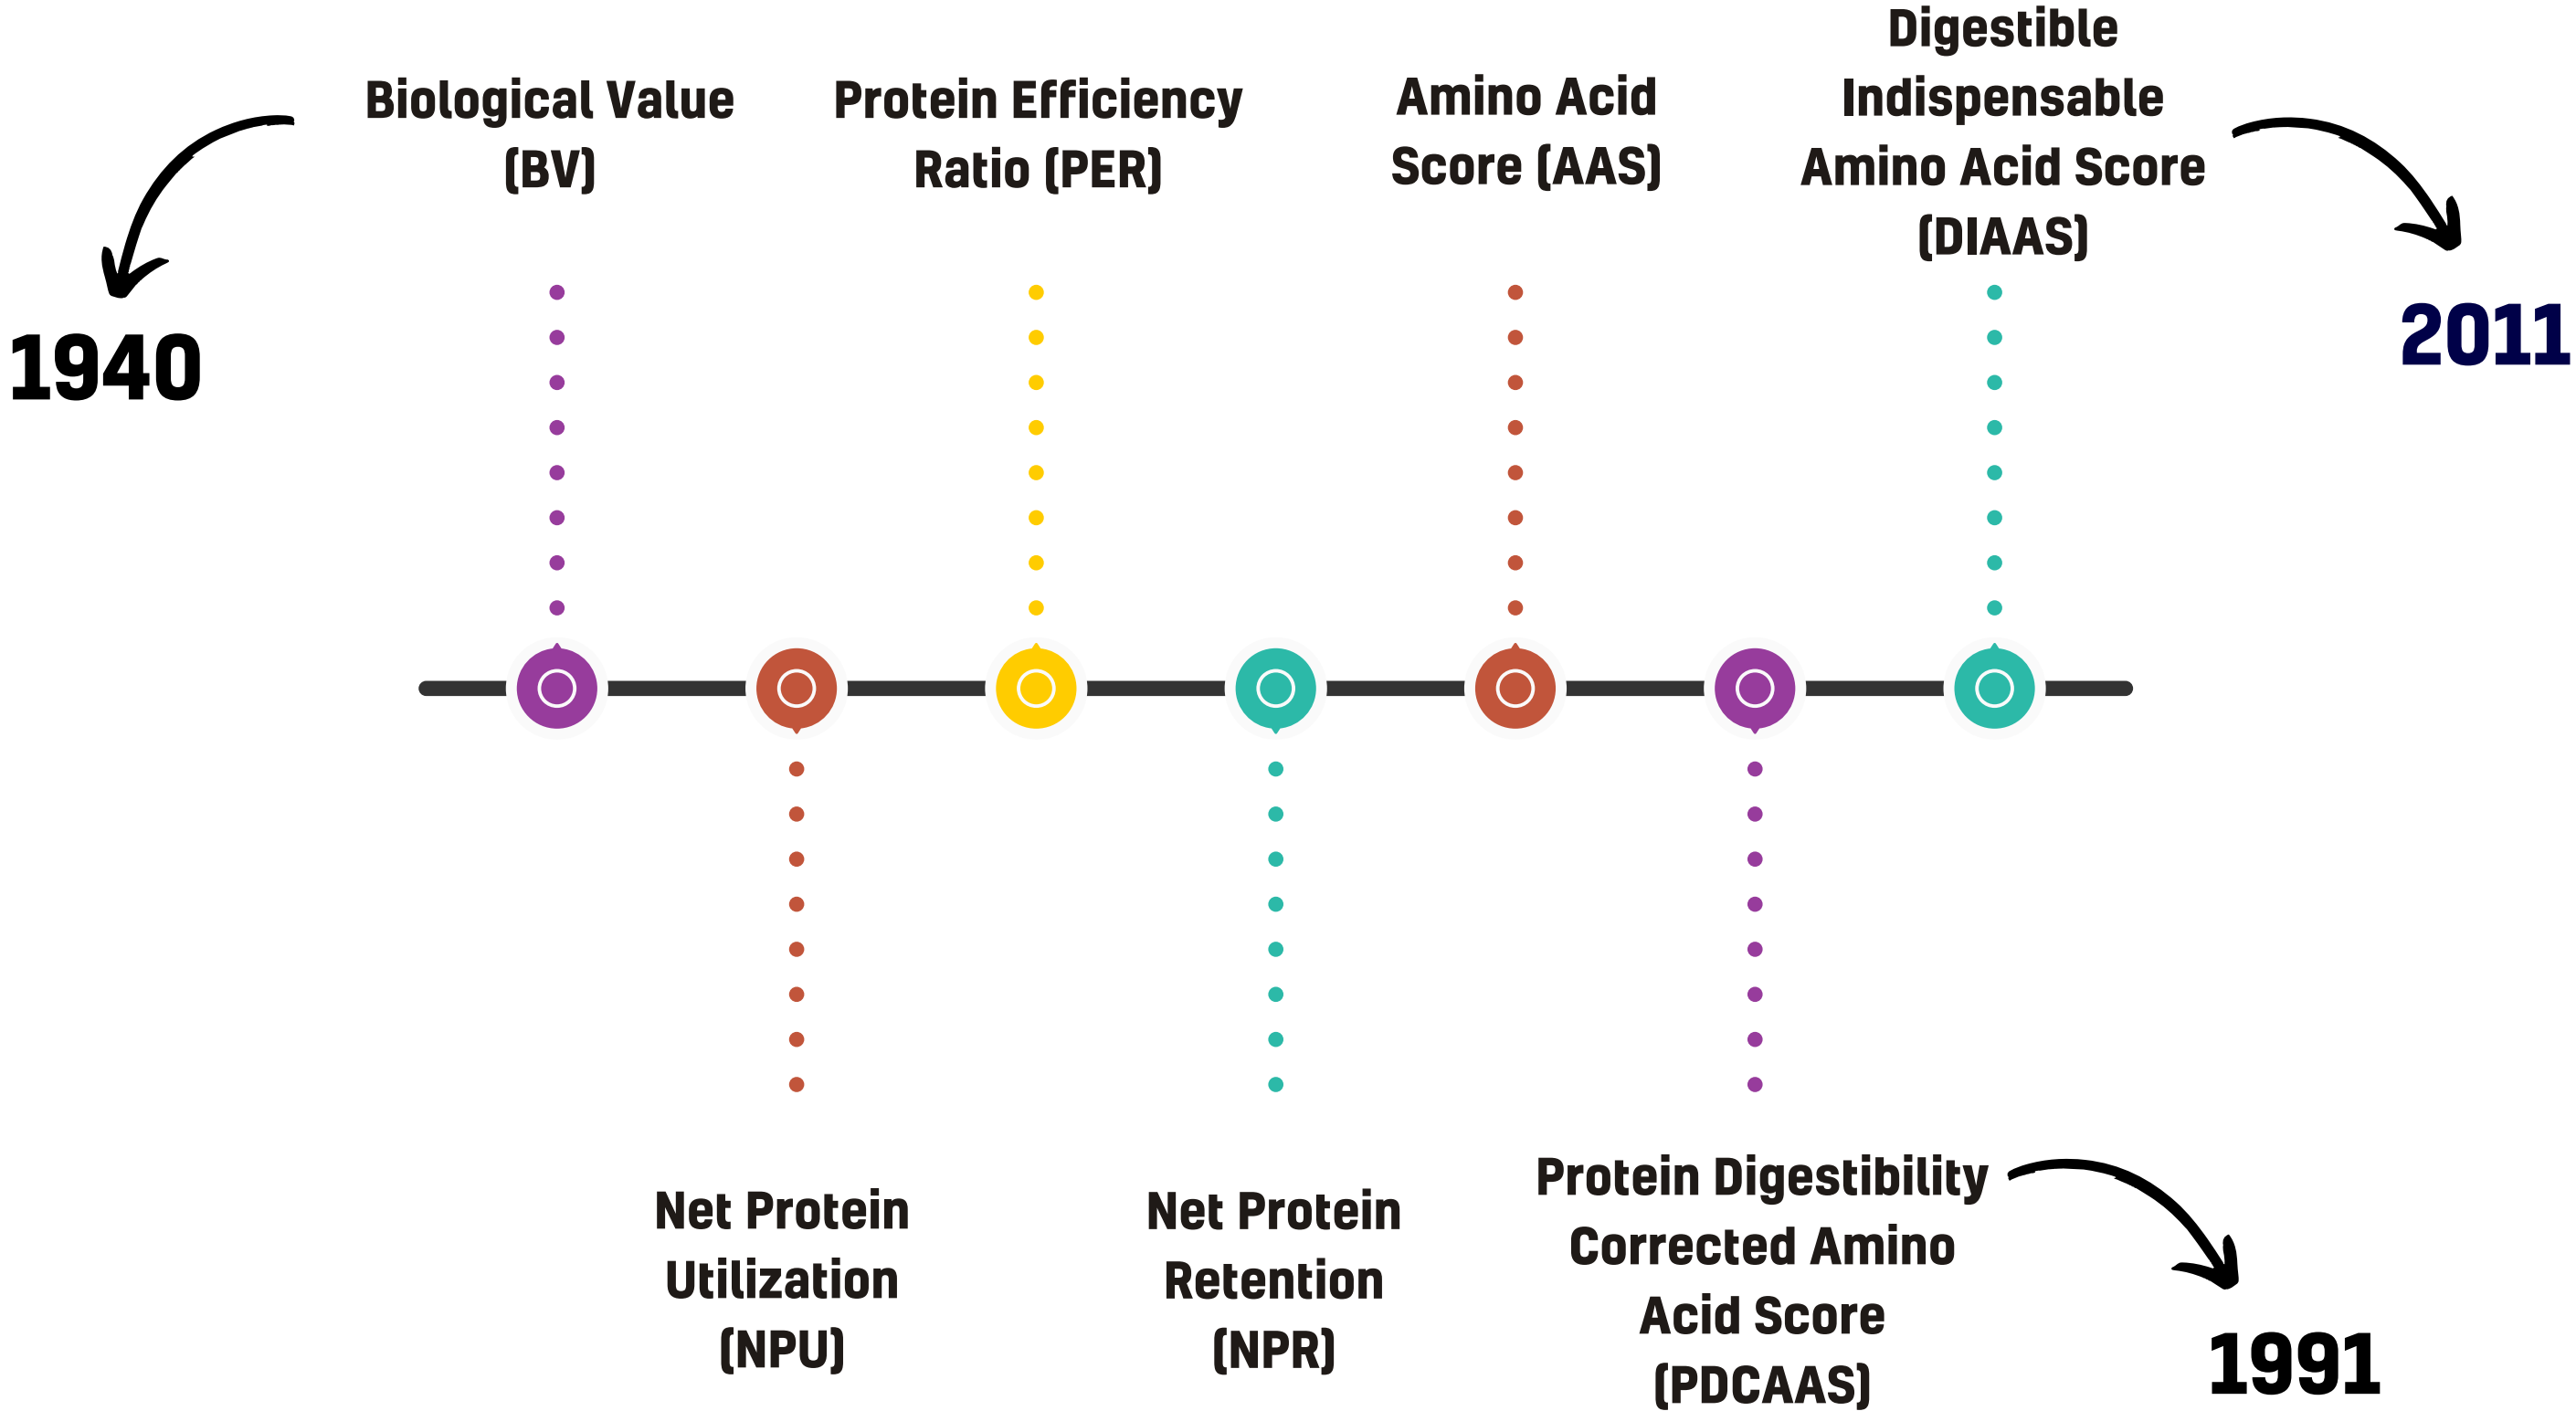 Biological Value
(BV)
Protein Efficiency
Ratio (PER)
Amino Acid
Score (AAS)
Digestible
Indispensable
Amino Acid Score
(DIAAS)
1940
2011
Net Protein
Utilization
(NPU)
Net Protein
Retention
(NPR)
Protein Digestibility
Corrected Amino
Acid Score
(PDCAAS)
1991